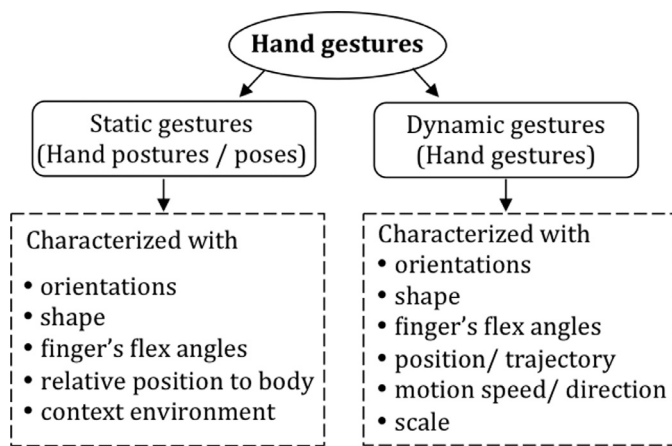 Hand gestures
Static gestures
(Hand postures / poses)
Dynamic gestures
(Hand gestures)
Characterized with
• orientations
• shape
• finger's flex angles
• relative position to body
• context environment
Characterized with
• orientations
• shape
• finger's flex angles
• position/ trajectory
• motion speed/ direction
• scale